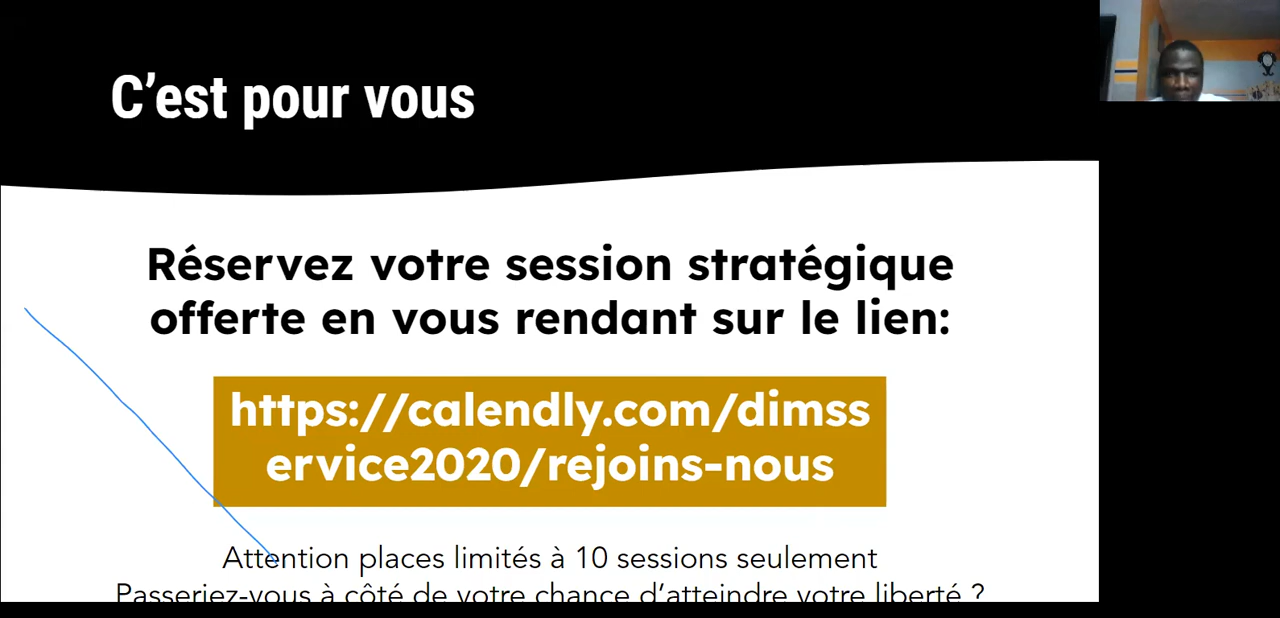 C’est pour vous
Réservez votre session stratégique
offerte en vous rendant sur le lien:
https://calendly.com/dimss
ervice2020/rejoins-nous
Attention places limités à 10 sessions seulement
Passeriez-vous à côté de votre chance d’atteindre votre liberté ?